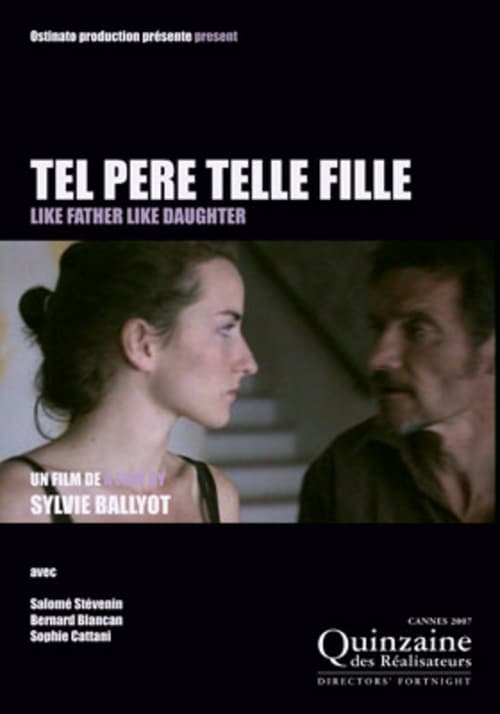 Ostinato production présente present
TEL PERE TELLE FILLE
LIKE FATHER LIKE DAUGHTER
UN FILM DE A FILM BY
SYLVIE BALLYOT
avec
Salomé Stévenin
Bernard Blancan
Sophie Cattani
CANNES 2007
Quinzaine
des Réalisateurs
DIRECTORS' FORTNIGHT